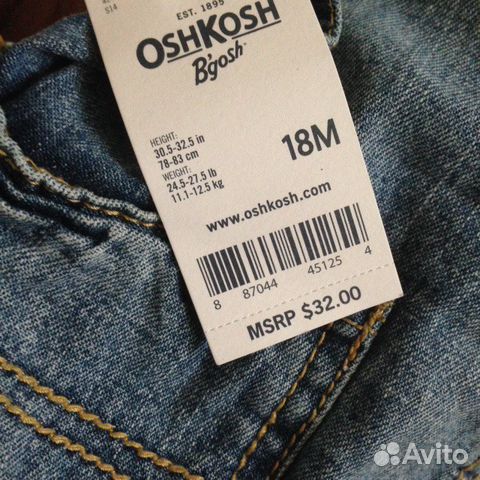 S14
EST. 1895
OSHKOSH
B'gosh
HEIGHT:
30.5-32.5 in
78-83 cm
WEIGHT:
24.5-27.5 lb
11.1-12.5 kg
18M
www.oshkosh.com
8 87044 45125 4
MSRP $32.00
Avito